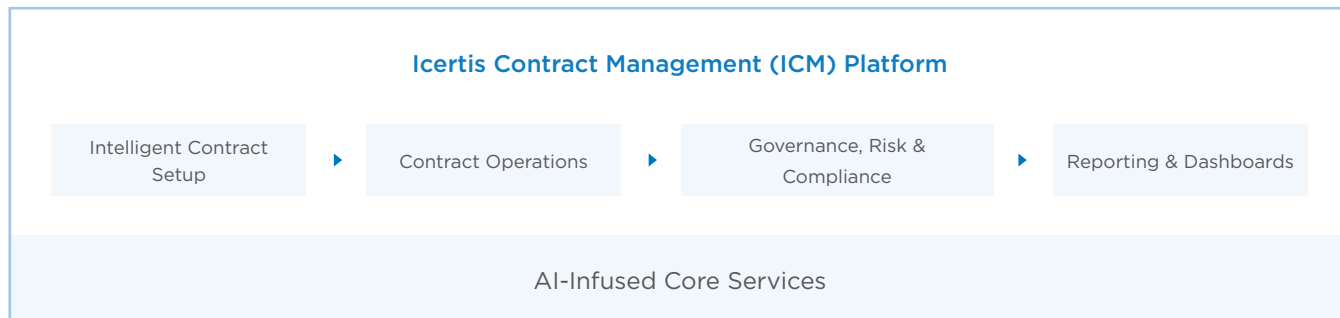 Icertis Contract Management (ICM) Platform
Intelligent Contract
Setup
Contract Operations
Governance, Risk &
Compliance
Reporting & Dashboards
AI-Infused Core Services